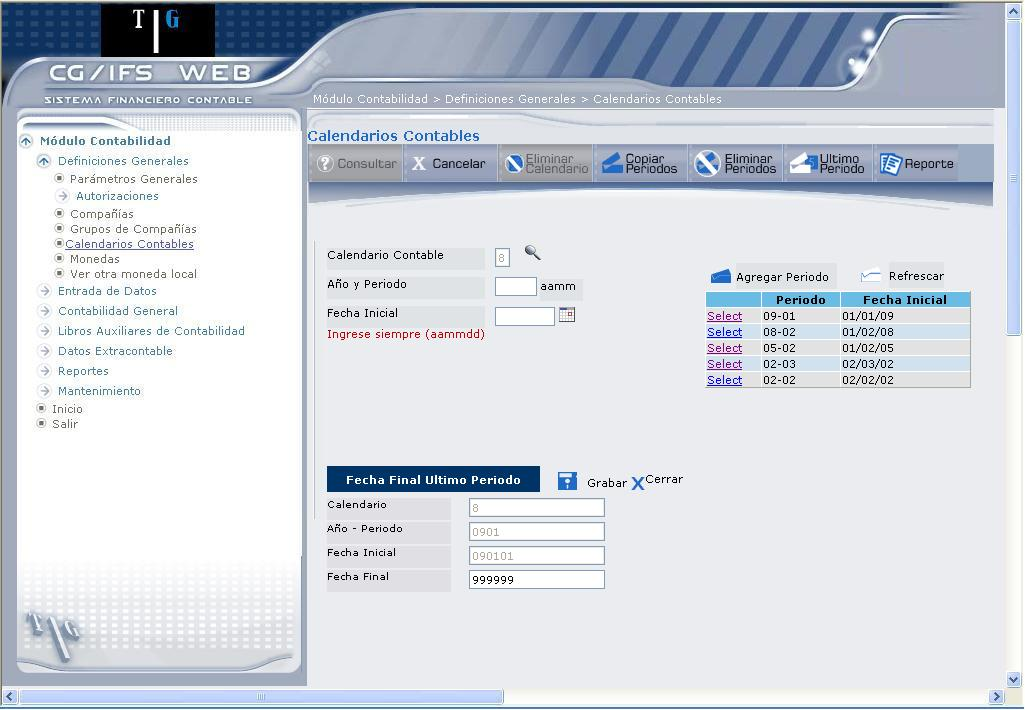 T|G
CG/IFS WEB
SISTEMA FINANCIERO CONTABLE
Módulo Contabilidad > Definiciones Generales > Calendarios Contables
Módulo Contabilidad
Definiciones Generales
Parámetros Generales
Autorizaciones
Compañías
Grupos de Compañías
Calendarios Contables
Monedas
Ver otra moneda local
Entrada de Datos
Contabilidad General
Libros Auxiliares de Contabilidad
Datos Extracontable
Reportes
Mantenimiento
Inicio
Salir
T|G
Calendarios Contables
Consultar
X Cancelar
Eliminar Calendario
Copiar Periodos
Eliminar Periodos
Ultimo Periodo
Reporte
Calendario Contable 8
Año y Periodo aamm
Fecha Inicial
Ingrese siempre (aammdd)
Agregar Periodo Refrescar
Periodo Fecha Inicial
Select 09-01 01/01/09
Select 08-02 01/02/08
Select 05-02 01/02/05
Select 02-03 02/03/02
Select 02-02 02/02/02
Fecha Final Ultimo Periodo Grabar X Cerrar
Calendario 8
Año - Periodo 0901
Fecha Inicial 090101
Fecha Final 999999